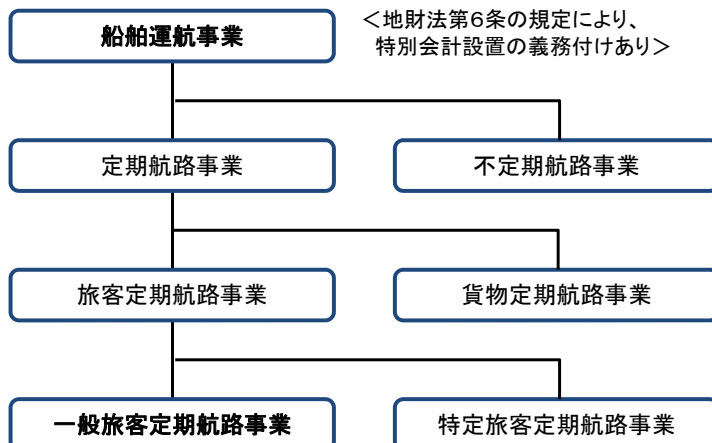 船舶運航事業
＜地財法第６条の規定により、
特別会計設置の義務付けあり＞
定期航路事業
不定期航路事業
旅客定期航路事業
貨物定期航路事業
一般旅客定期航路事業
特定旅客定期航路事業